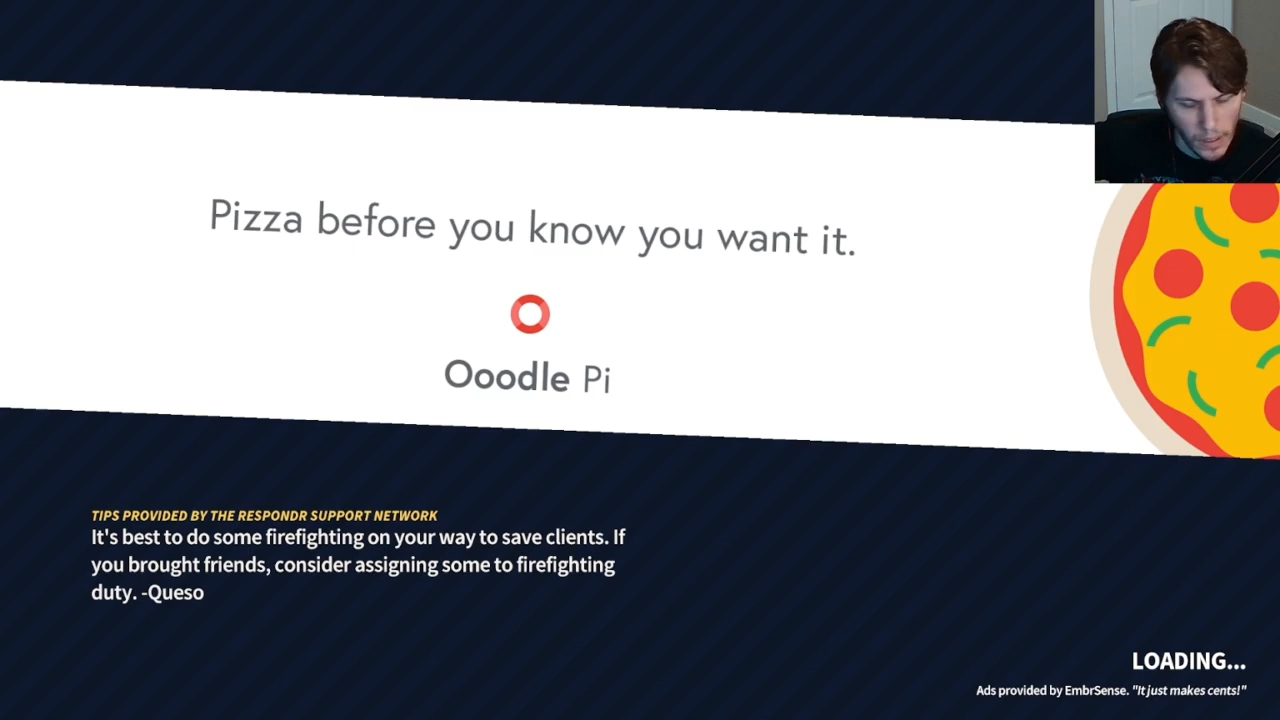 Pizza before you know you want it.
Ooodle Pi
TIPS PROVIDED BY THE RESPONDR SUPPORT NETWORK
It's best to do some firefighting on your way to save clients. If
you brought friends, consider assigning some to firefighting
duty. -Queso
LOADING...
Ads provided by EmbrSense. "It just makes cents!"